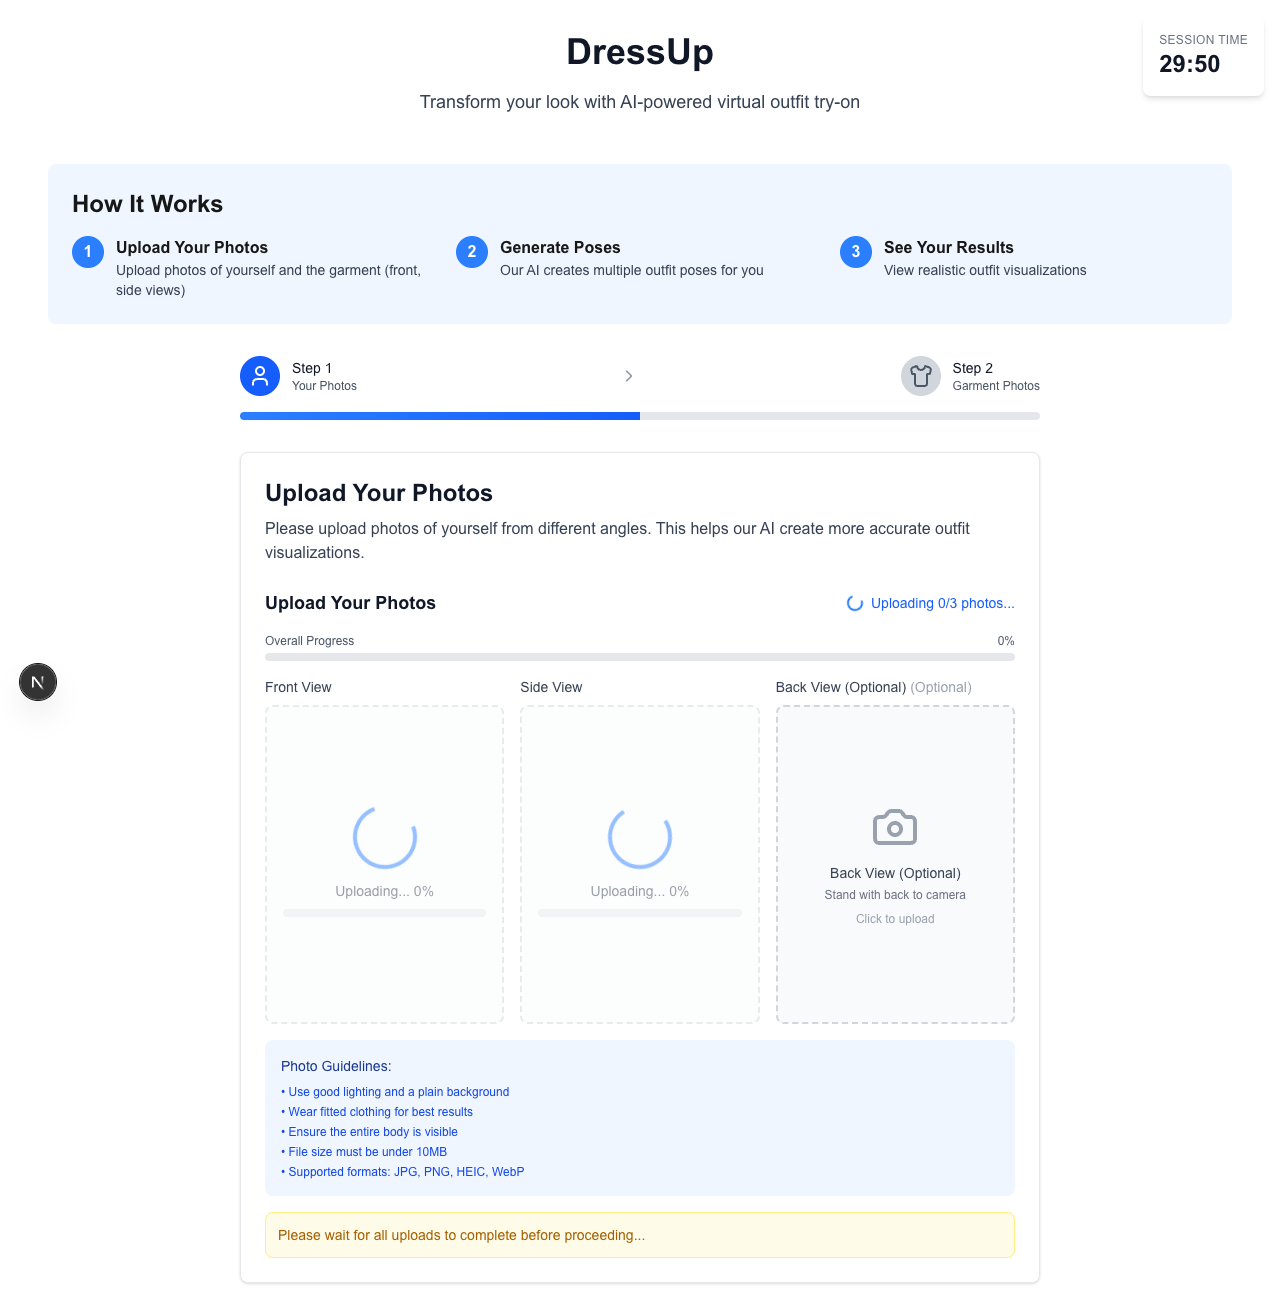 DressUp
SESSION TIME
29:50
Transform your look with AI-powered virtual outfit try-on
How It Works
1
Upload Your Photos
Upload photos of yourself and the garment (front,
side views)
2
Generate Poses
Our AI creates multiple outfit poses for you
3
See Your Results
View realistic outfit visualizations
Step 1
Your Photos
Step 2
Garment Photos
Upload Your Photos
Please upload photos of yourself from different angles. This helps our AI create more accurate outfit
visualizations.
Upload Your Photos
Uploading 0/3 photos...
Overall Progress
0%
N
Front View
Side View
Back View (Optional) (Optional)
Uploading... 0%
Uploading... 0%
Back View (Optional)
Stand with back to camera
Click to upload
Photo Guidelines:
• Use good lighting and a plain background
• Wear fitted clothing for best results
• Ensure the entire body is visible
• File size must be under 10MB
• Supported formats: JPG, PNG, HEIC, WebP
Please wait for all uploads to complete before proceeding...